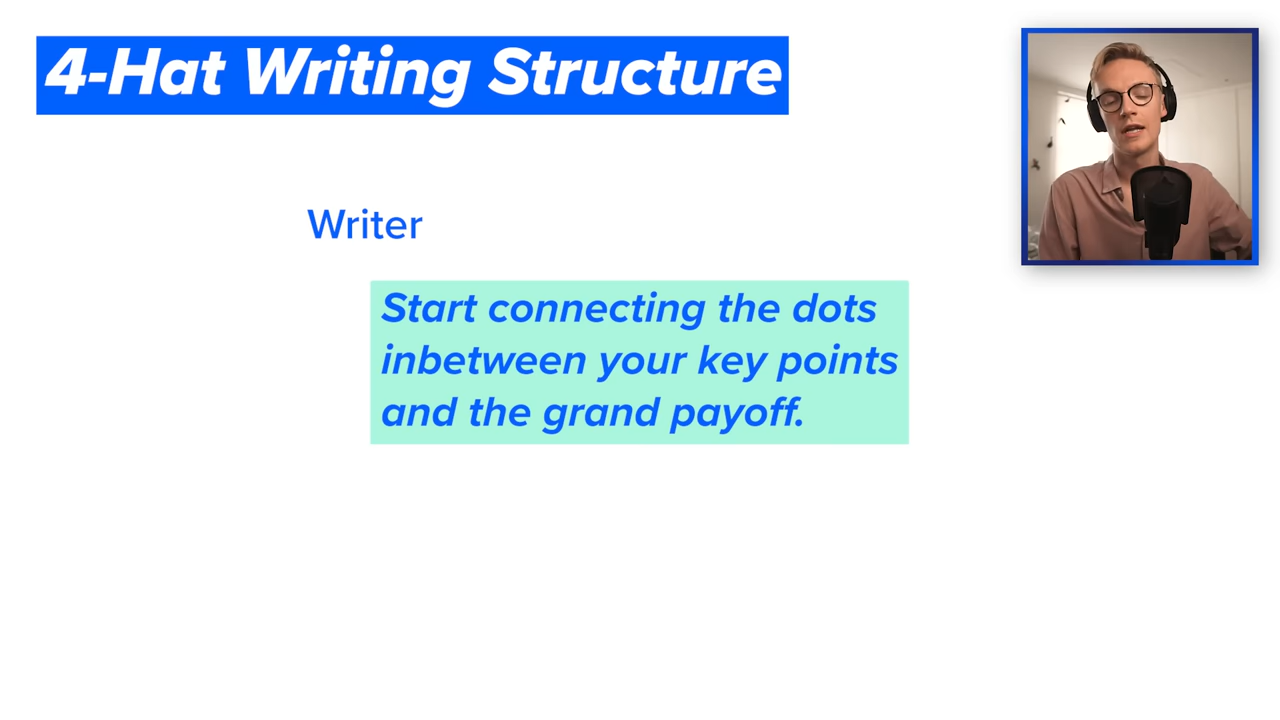 4-Hat Writing Structure
Writer
Start connecting the dots
inbetween your key points
and the grand payoff.